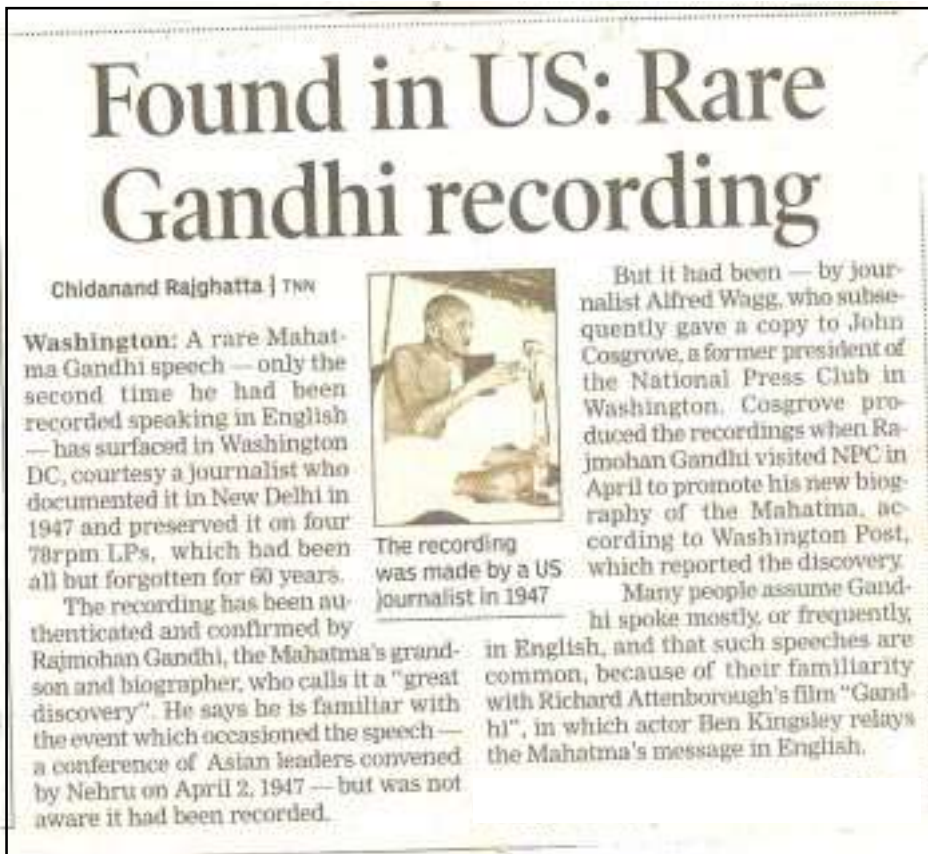 Found in US: Rare
Gandhi recording
Chidanand Rajghatta | TNN
Washington: A rare Mahat-
ma Gandhi speech — only the
second time he had been
recorded speaking in English
— has surfaced in Washington
DC, courtesy a journalist who
documented it in New Delhi in
1947 and preserved it on four
78rpm LPs, which had been
all but forgotten for 60 years.
The recording has been au-
thenticated and confirmed by
Rajmohan Gandhi, the Mahatma's grand-
son and biographer, who calls it a "great
discovery". He says he is familiar with
the event which occasioned the speech —
a conference of Asian leaders convened
by Nehru on April 2, 1947 — but was not
aware it had been recorded.
The recording
was made by a US
journalist in 1947
But it had been — by jour-
nalist Alfred Wagg, who subse-
quently gave a copy to John
Cosgrove, a former president of
the National Press Club in
Washington. Cosgrove pro-
duced the recordings when Ra-
jmohan Gandhi visited NPC in
April to promote his new biog-
raphy of the Mahatma, ac-
cording to Washington Post,
which reported the discovery.
Many people assume Gand-
hi spoke mostly, or frequently,
in English, and that such speeches are
common, because of their familiarity
with Richard Attenborough's film "Gand-
hi", in which actor Ben Kingsley relays
the Mahatma's message in English.